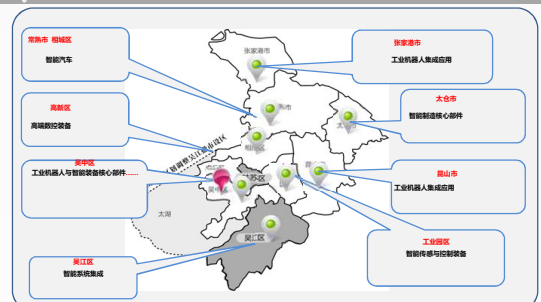 常熟市 相城区
智能汽车
高新区
高端数控装备
吴中区
工业机器人与智能装备核心部件......
吴江区
智能系统集成
张家港市
工业机器人集成应用
太仓市
智能制造核心部件
昆山市
工业机器人集成应用
工业园区
智能传感与控制装备
张家港市
太湖
吴江区